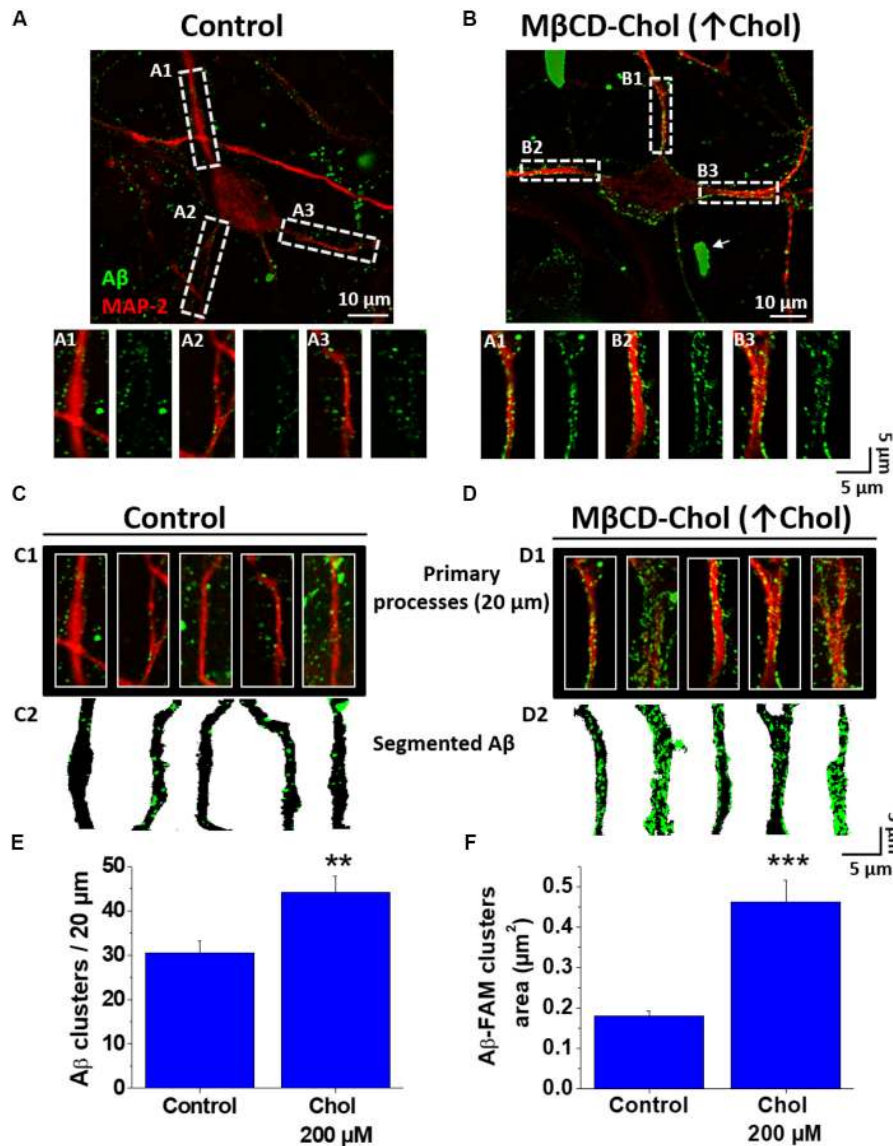 A
Control
B
MβCD-Chol (↑Chol)
A1
A2
A3
Aβ
MAP-2
10 µm
B1
B2
B3
10 µm
A1
A2
A3
A1
B2
B3
5 µm
5 µm
C
Control
D
MβCD-Chol (↑Chol)
C1
Primary
processes (20 µm)
D1
C2
Segmented Aβ
D2
5 µm
E
Aβ clusters / 20 µm
50
40
30
20
10
0
**
Control
Chol
200 µM
F
Aβ-FAM clusters
area (µm²)
0.5
0.4
0.3
0.2
0.1
0.0
***
Control
Chol
200 µM